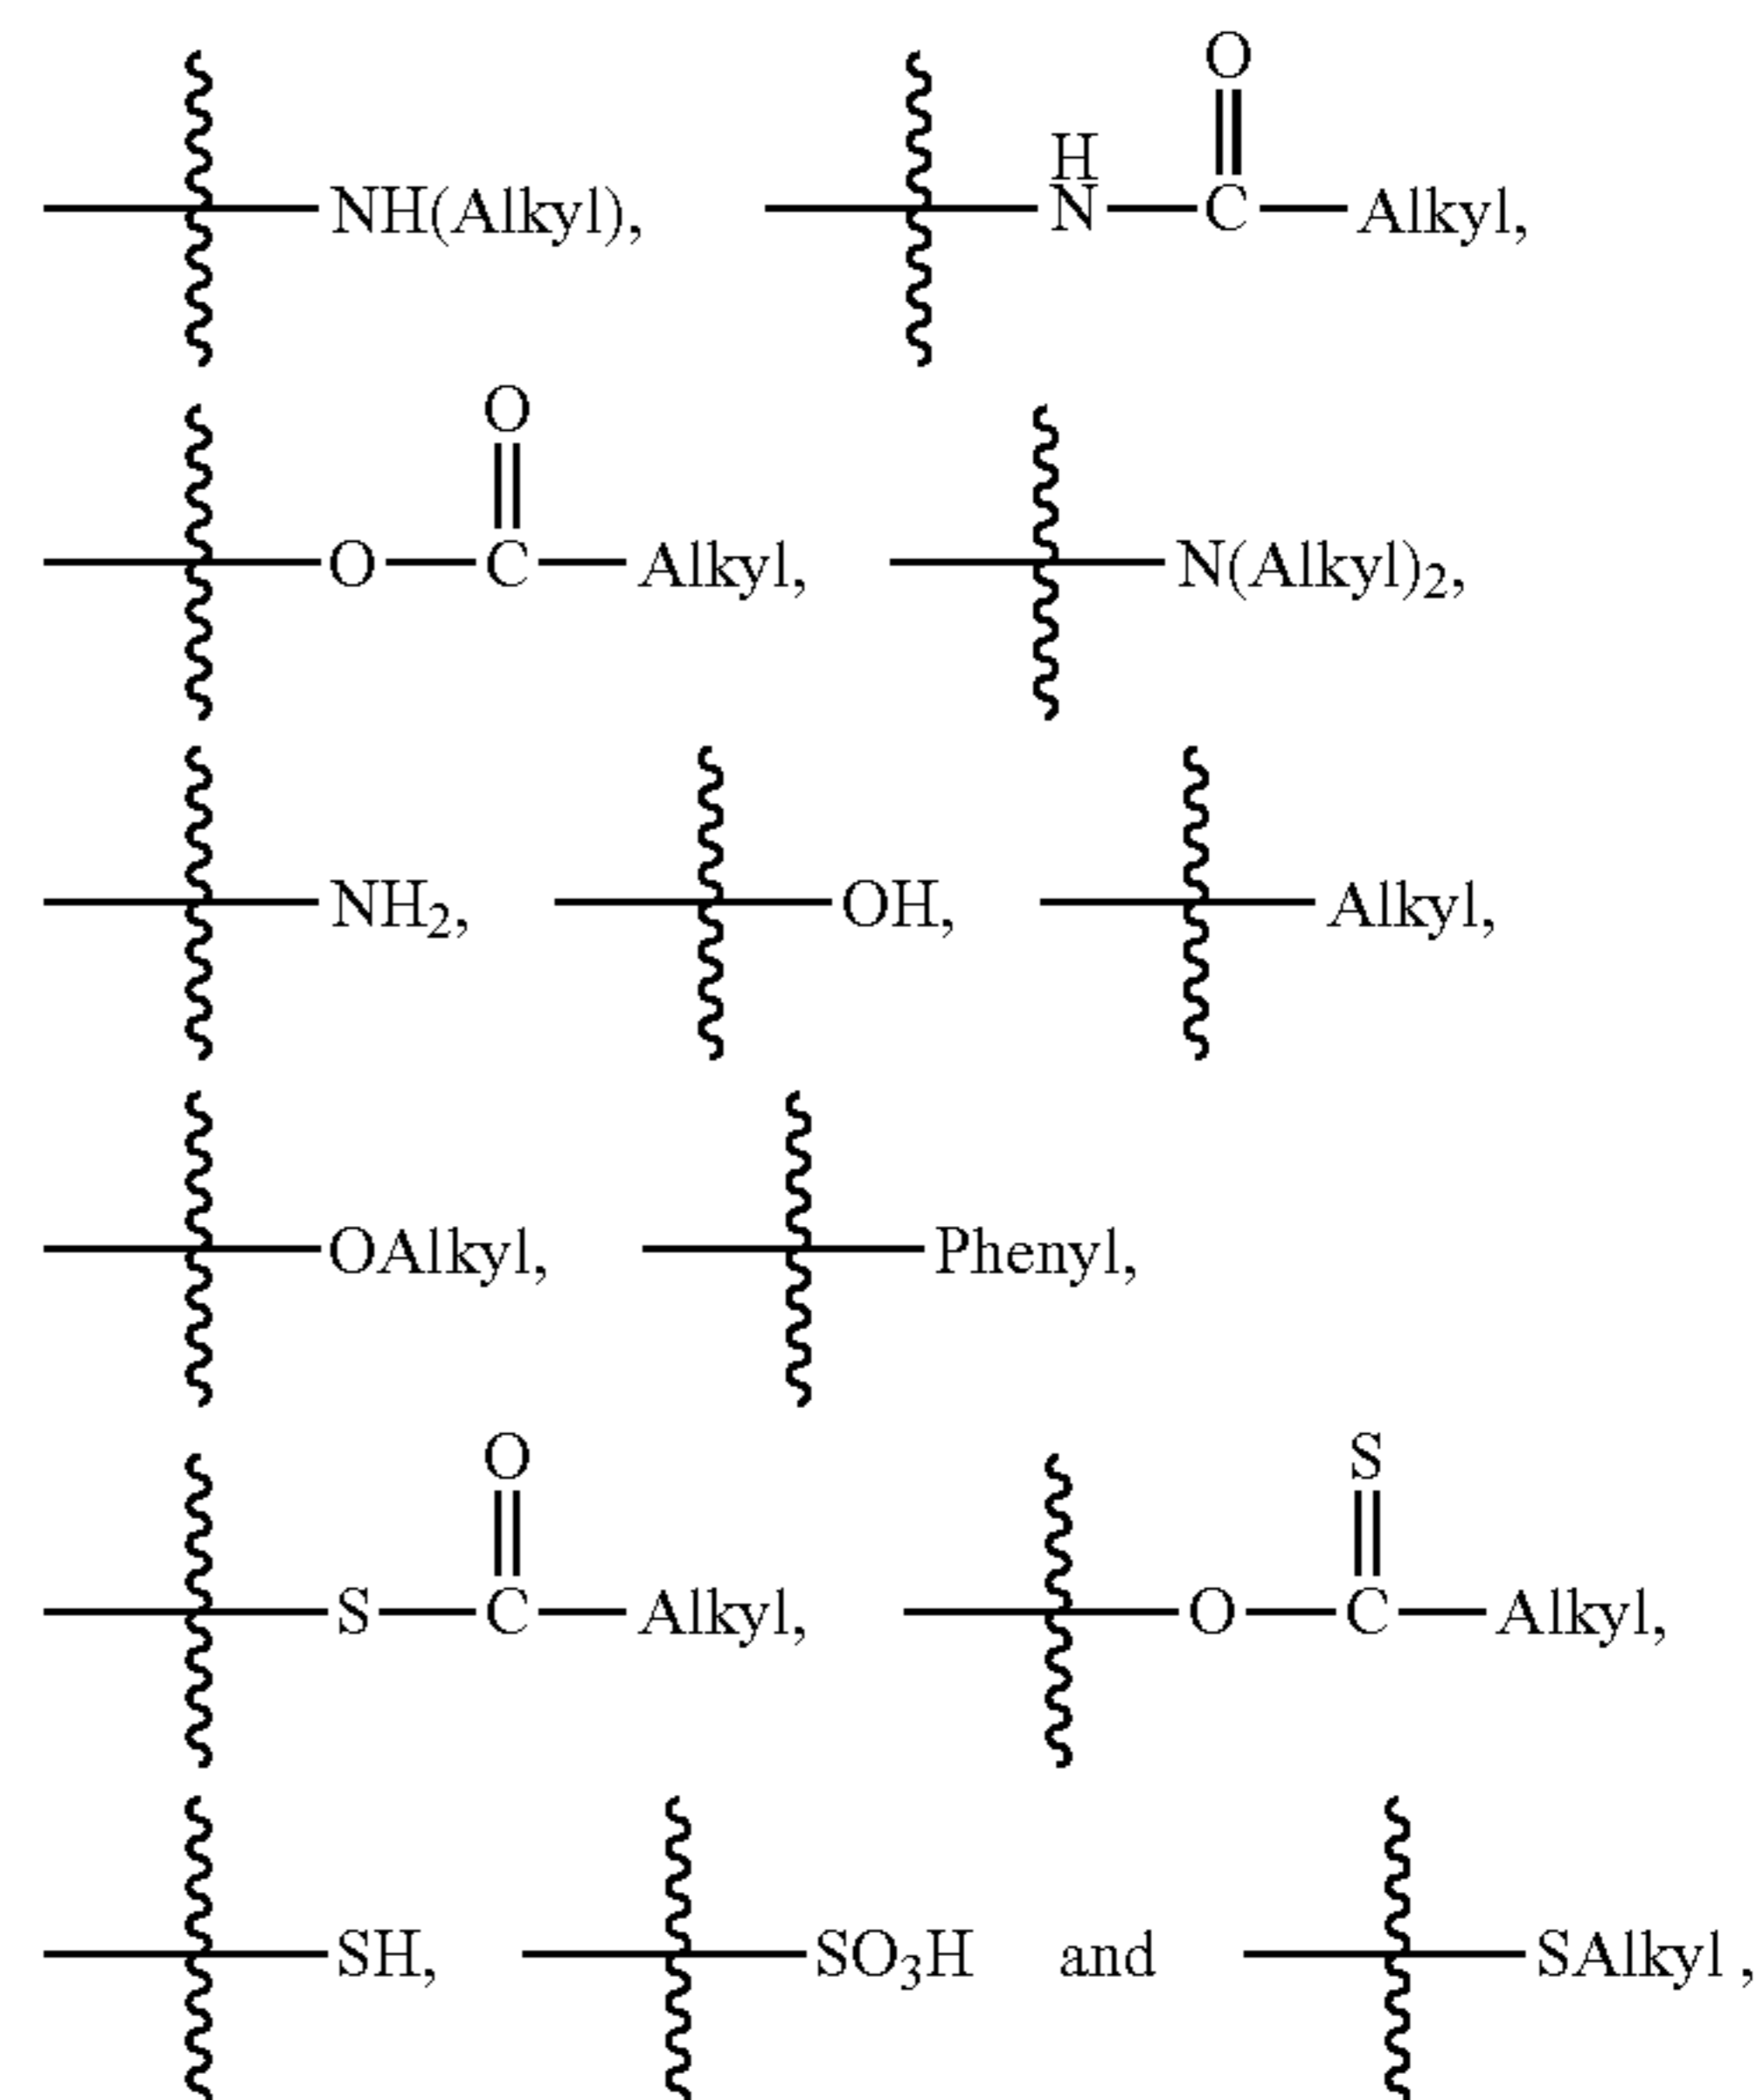 NH(Alkyl), H N C O Alkyl,
O C O Alkyl, N(Alkyl)2,
NH2, OH, Alkyl,
OAlkyl, Phenyl,
S C O Alkyl, O C S Alkyl,
SH, SO3H and SAlkyl ,